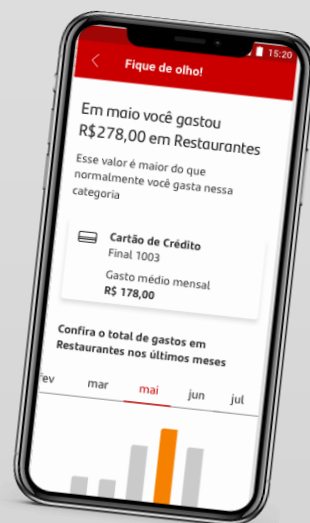 15:20
Fique de olho!
Em maio você gastou
R$278,00 em Restaurantes
Esse valor é maior do que
normalmente você gasta nessa
categoria
Cartão de Crédito
Final 1003
Gasto médio mensal
R$ 178,00
Confira o total de gastos em
Restaurantes nos últimos meses
fev mar mai jun jul